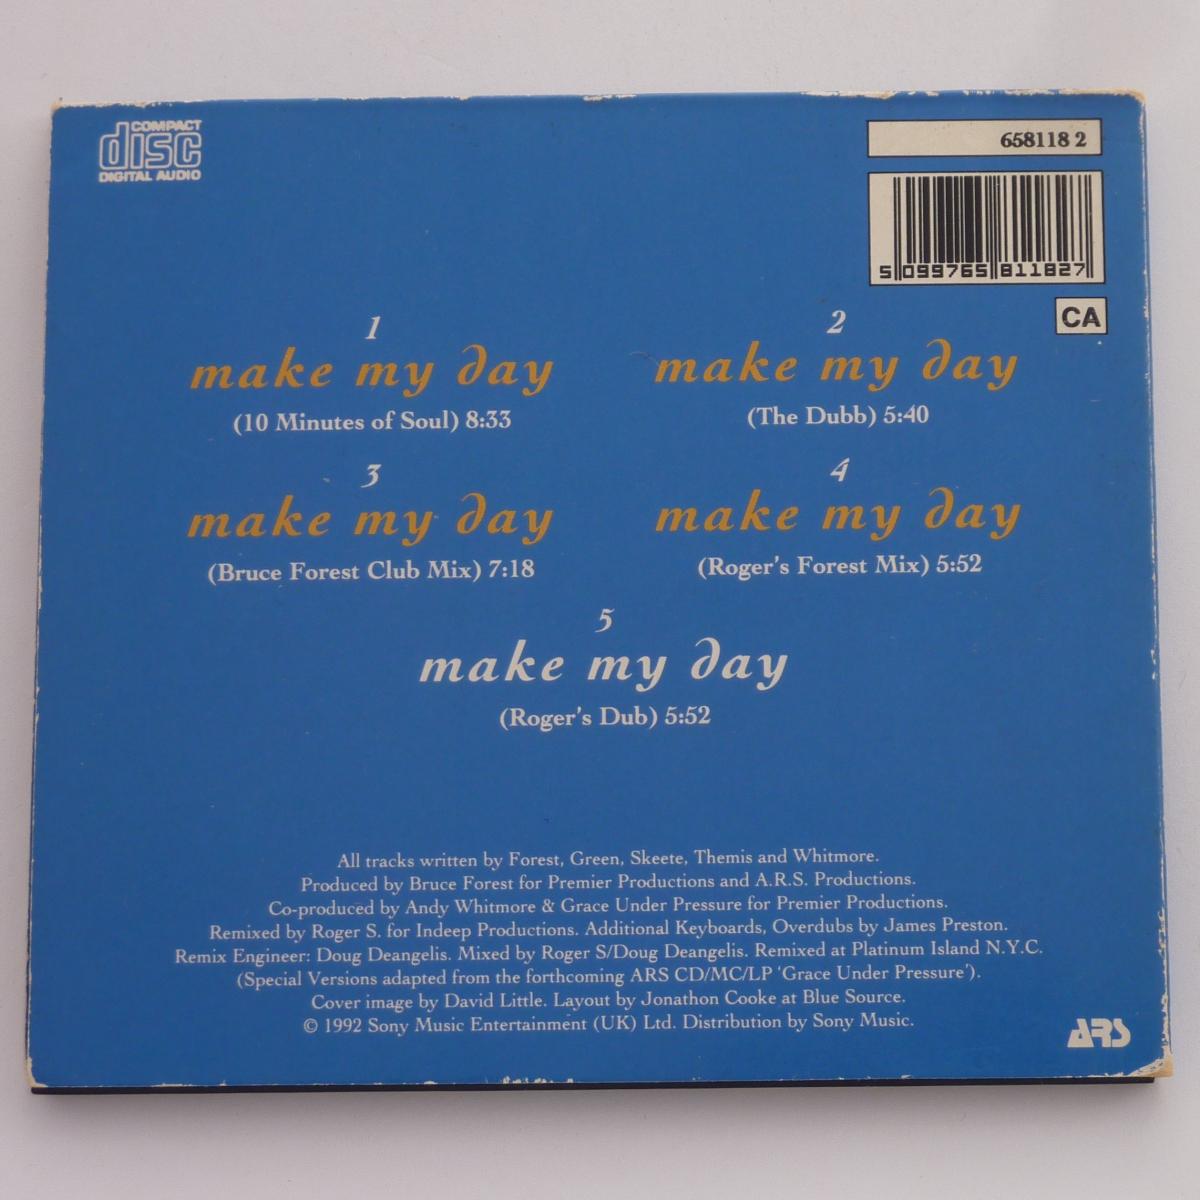 COMPACT
disc
DIGITAL AUDIO
658118 2
5 099765 811827
CA
1
make my day
(10 Minutes of Soul) 8:33
2
make my day
(The Dubb) 5:40
3
make my day
(Bruce Forest Club Mix) 7:18
4
make my day
(Roger's Forest Mix) 5:52
5
make my day
(Roger's Dub) 5:52
All tracks written by Forest, Green, Skeete, Themis and Whitmore.
Produced by Bruce Forest for Premier Productions and A.R.S. Productions.
Co-produced by Andy Whitmore & Grace Under Pressure for Premier Productions.
Remixed by Roger S. for Indeep Productions. Additional Keyboards, Overdubs by James Preston.
Remix Engineer: Doug Deangelis. Mixed by Roger S/Doug Deangelis. Remixed at Platinum Island N.Y.C.
(Special Versions adapted from the forthcoming ARS CD/MC/LP 'Grace Under Pressure').
Cover image by David Little. Layout by Jonathon Cooke at Blue Source.
© 1992 Sony Music Entertainment (UK) Ltd. Distribution by Sony Music.
ARS